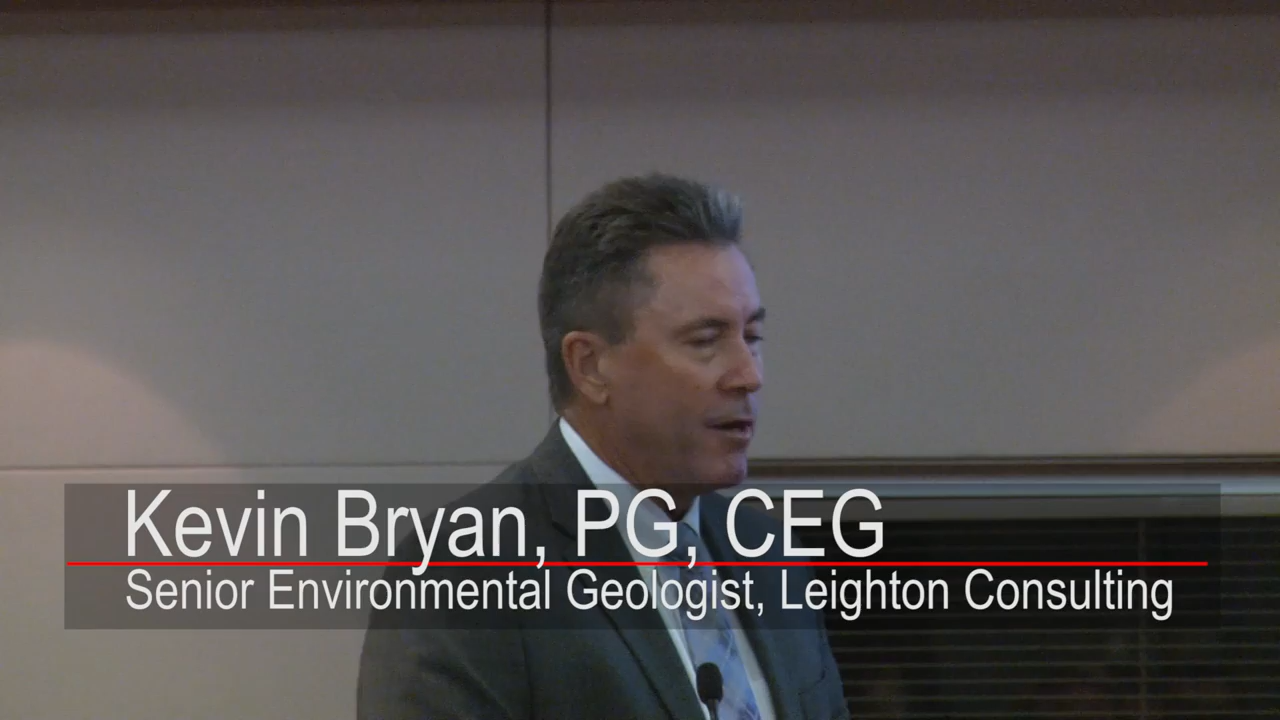 Kevin Bryan, PG, CEG
Senior Environmental Geologist, Leighton Consulting